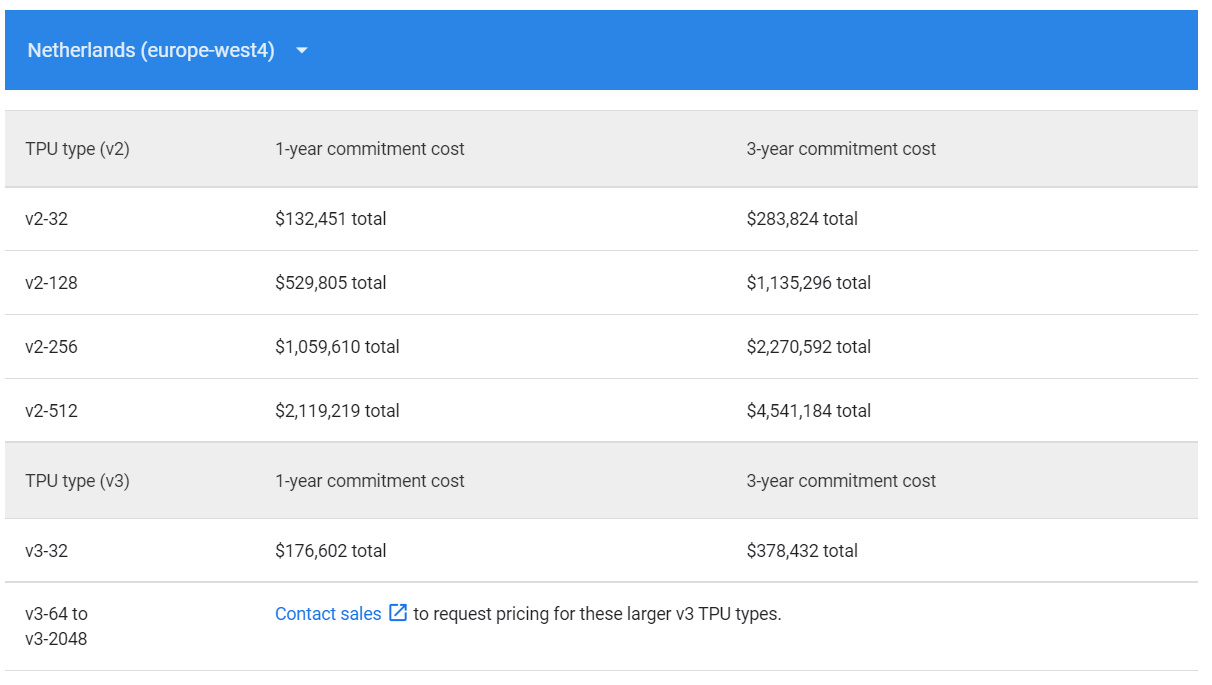 Netherlands (europe-west4)
TPU type (v2) 1-year commitment cost 3-year commitment cost
v2-32 $132,451 total $283,824 total
v2-128 $529,805 total $1,135,296 total
v2-256 $1,059,610 total $2,270,592 total
v2-512 $2,119,219 total $4,541,184 total
TPU type (v3) 1-year commitment cost 3-year commitment cost
v3-32 $176,602 total $378,432 total
v3-64 to Contact sales to request pricing for these larger v3 TPU types.
v3-2048